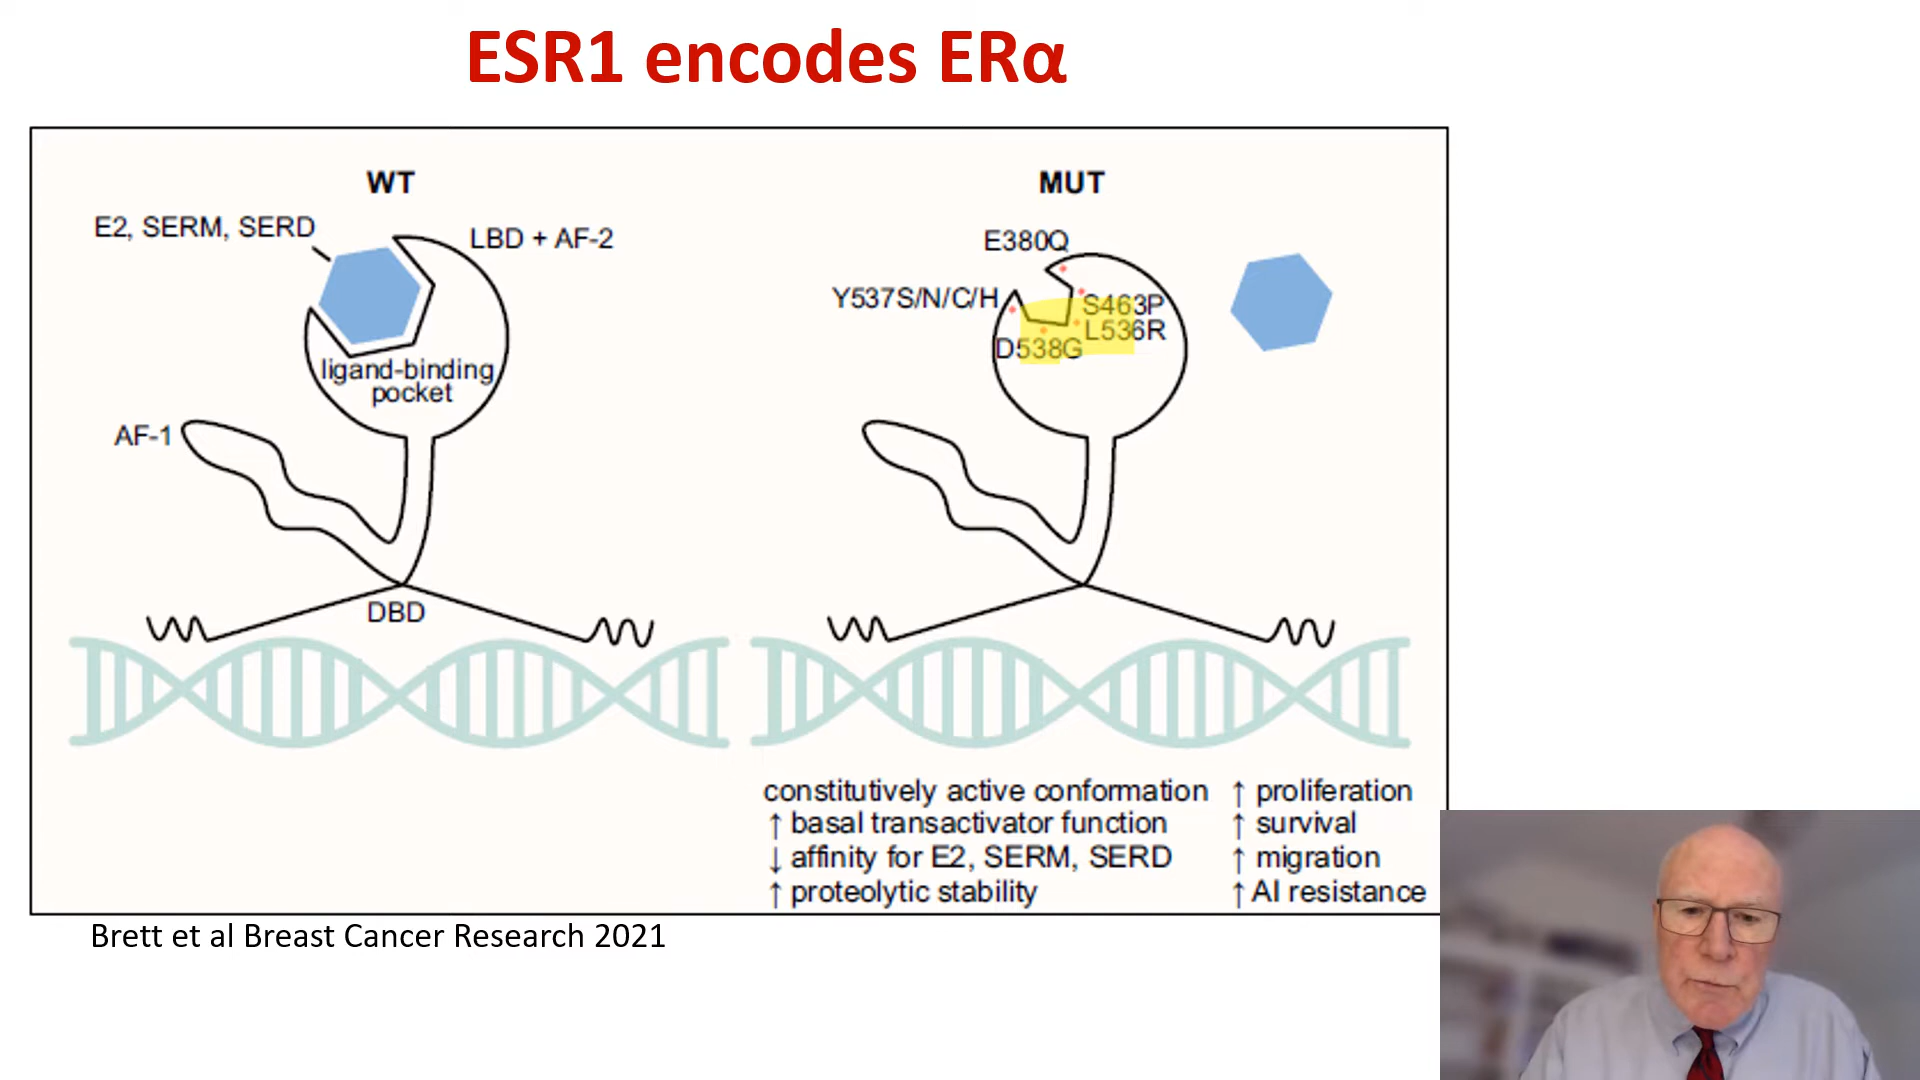 ESR1 encodes ERα
WT
E2, SERM, SERD
LBD + AF-2
ligand-binding
pocket
AF-1
DBD
MUT
E380Q
Y537S/N/C/H
S463P
L536R
D538G
constitutively active conformation
↑ basal transactivator function
↓ affinity for E2, SERM, SERD
↑ proteolytic stability
↑ proliferation
↑ survival
↑ migration
↑ AI resistance
Brett et al Breast Cancer Research 2021